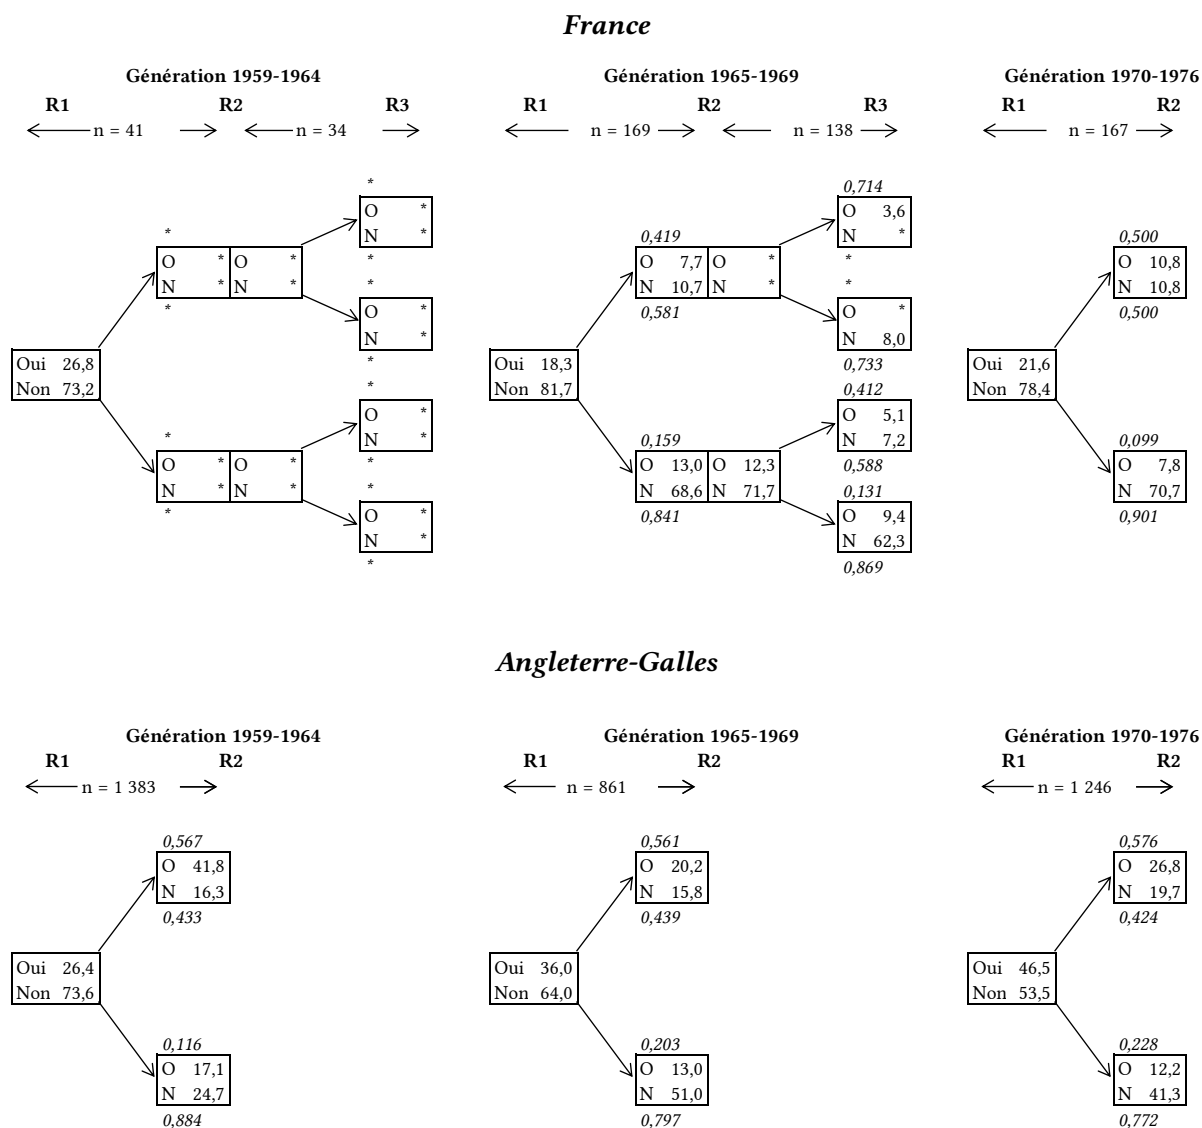 France
Génération 1959-1964 Génération 1965-1969 Génération 1970-1976
R1 R2 R3 R1 R2 R3 R1 R2
n = 41 n = 34 n = 169 n = 138 n = 167
* 0,714
O * O 3,6
* N * 0,419 N * 0,500
O * O * * O 7,7 O * * O 10,8
N * N * * N 10,7 N * * N 10,8
* O * 0,581 O * 0,500
N * N 8,0
Oui 26,8 * Oui 18,3 0,733 Oui 21,6
Non 73,2 * Non 81,7 0,412 Non 78,4
O * O 5,1
* N * 0,159 N 7,2 0,099
O * O * * O 13,0 O 12,3 0,588 O 7,8
N * N * * N 68,6 N 71,7 0,131 N 70,7
* O * 0,841 O 9,4 0,901
N * N 62,3
* 0,869
Angleterre-Galles
Génération 1959-1964 Génération 1965-1969 Génération 1970-1976
R1 R2 R1 R2 R1 R2
n = 1 383 n = 861 n = 1 246
0,567 0,561 0,576
O 41,8 O 20,2 O 26,8
N 16,3 N 15,8 N 19,7
0,433 0,439 0,424
Oui 26,4 Oui 36,0 Oui 46,5
Non 73,6 Non 64,0 Non 53,5
0,116 0,203 0,228
O 17,1 O 13,0 O 12,2
N 24,7 N 51,0 N 41,3
0,884 0,797 0,772